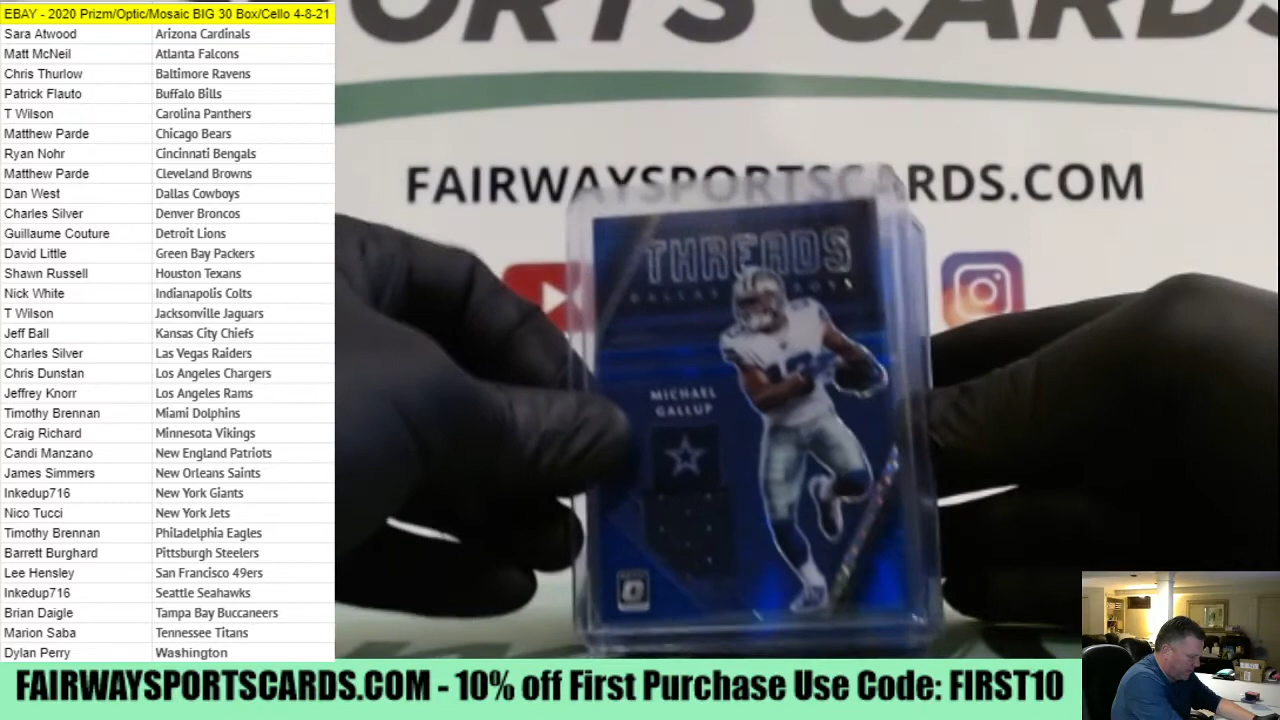 EBAY - 2020 Prizm/Optic/Mosaic BIG 30 Box/Cello 4-8-21
Sara Atwood Arizona Cardinals
Matt McNeil Atlanta Falcons
Chris Thurlow Baltimore Ravens
Patrick Flauto Buffalo Bills
T Wilson Carolina Panthers
Matthew Parde Chicago Bears
Ryan Nohr Cincinnati Bengals
Matthew Parde Cleveland Browns
Dan West Dallas Cowboys
Charles Silver Denver Broncos
Guillaume Couture Detroit Lions
David Little Green Bay Packers
Shawn Russell Houston Texans
Nick White Indianapolis Colts
T Wilson Jacksonville Jaguars
Jeff Ball Kansas City Chiefs
Charles Silver Las Vegas Raiders
Chris Dunstan Los Angeles Chargers
Jeffrey Knorr Los Angeles Rams
Timothy Brennan Miami Dolphins
Craig Richard Minnesota Vikings
Candi Manzano New England Patriots
James Simmers New Orleans Saints
Inkedup716 New York Giants
Nico Tucci New York Jets
Timothy Brennan Philadelphia Eagles
Barrett Burghard Pittsburgh Steelers
Lee Hensley San Francisco 49ers
Inkedup716 Seattle Seahawks
Brian Daigle Tampa Bay Buccaneers
Marion Saba Tennessee Titans
Dylan Perry Washington
SPORTS CARDS
FAIRWAYSPORTSCARDS.COM
THREADS
DALLAS
MICHAEL
GALLUP
FAIRWAYSPORTSCARDS.COM - 10% off First Purchase Use Code: FIRST10